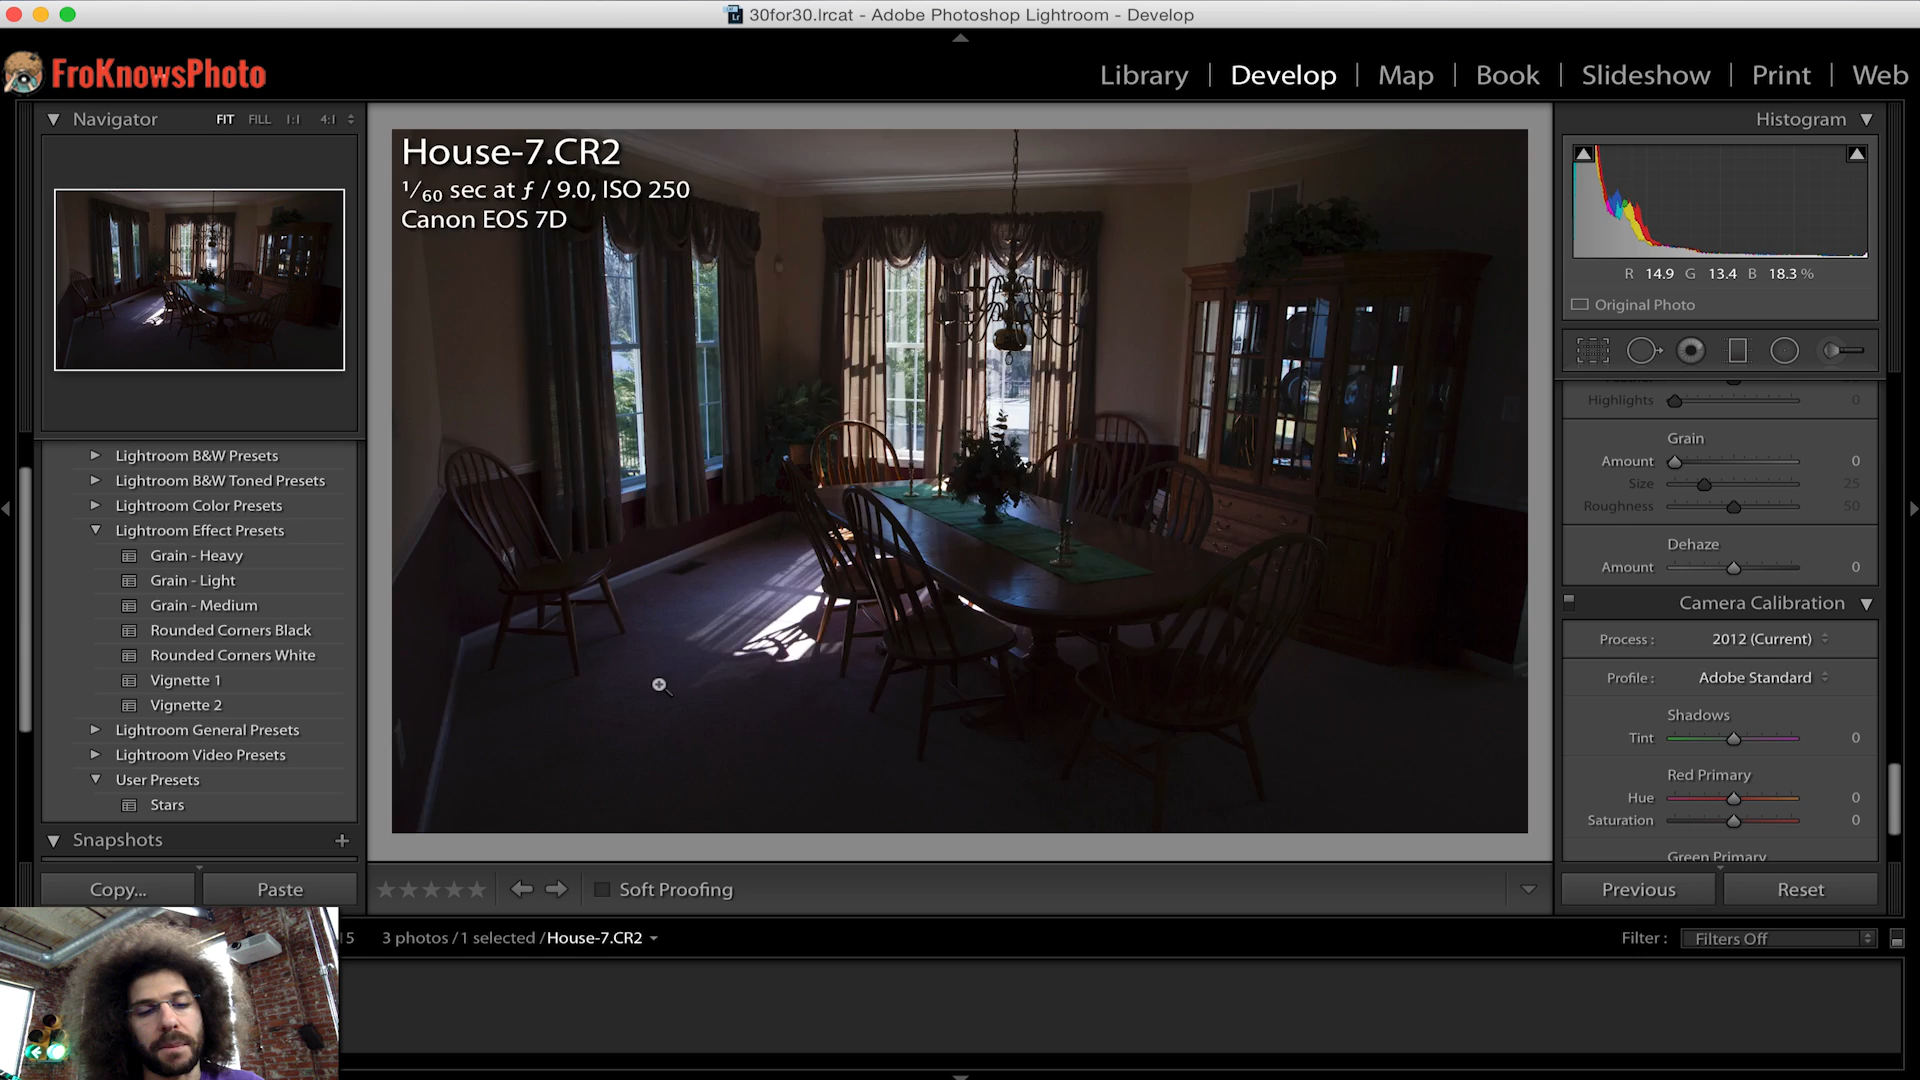 30for30.lrcat - Adobe Photoshop Lightroom - Develop
FroKnowsPhoto
Library | Develop | Map | Book | Slideshow | Print | Web
Navigator FIT FILL 1:1 4:1
House-7.CR2
1/60 sec at ƒ / 9.0, ISO 250
Canon EOS 7D
Lightroom B&W Presets
Lightroom B&W Toned Presets
Lightroom Color Presets
Lightroom Effect Presets
Grain - Heavy
Grain - Light
Grain - Medium
Rounded Corners Black
Rounded Corners White
Vignette 1
Vignette 2
Lightroom General Presets
Lightroom Video Presets
User Presets
Stars
Snapshots +
Copy... Paste
Soft Proofing
Histogram
R 14.9 G 13.4 B 18.3 %
Original Photo
Highlights 0
Grain
Amount 0
Size 25
Roughness 50
Dehaze
Amount 0
Camera Calibration
Process : 2012 (Current)
Profile : Adobe Standard
Shadows
Tint 0
Red Primary
Hue 0
Saturation 0
Green Primary
Previous Reset
15 3 photos / 1 selected / House-7.CR2
Filter : Filters Off